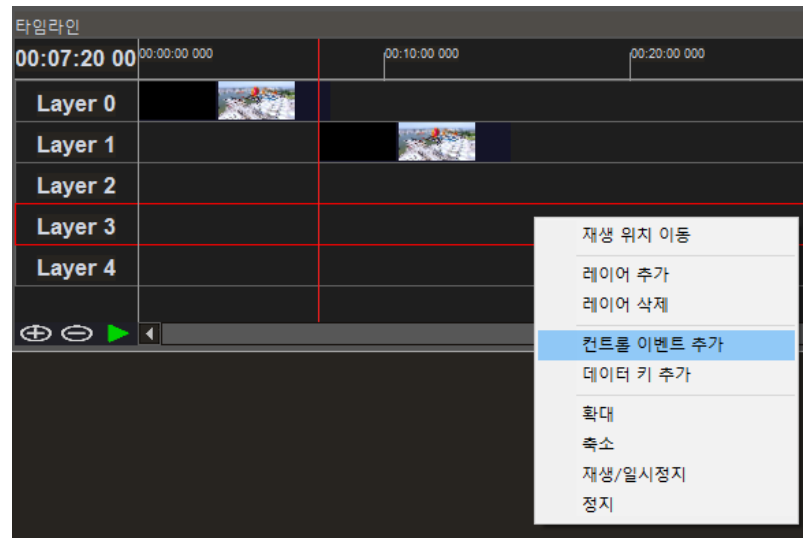 타임라인
00:07:20 00 00:00:00 000 00:10:00 000 00:20:00 000
Layer 0
Layer 1
Layer 2
Layer 3
Layer 4
재생 위치 이동
레이어 추가
레이어 삭제
컨트롤 이벤트 추가
데이터 키 추가
확대
축소
재생/일시정지
정지